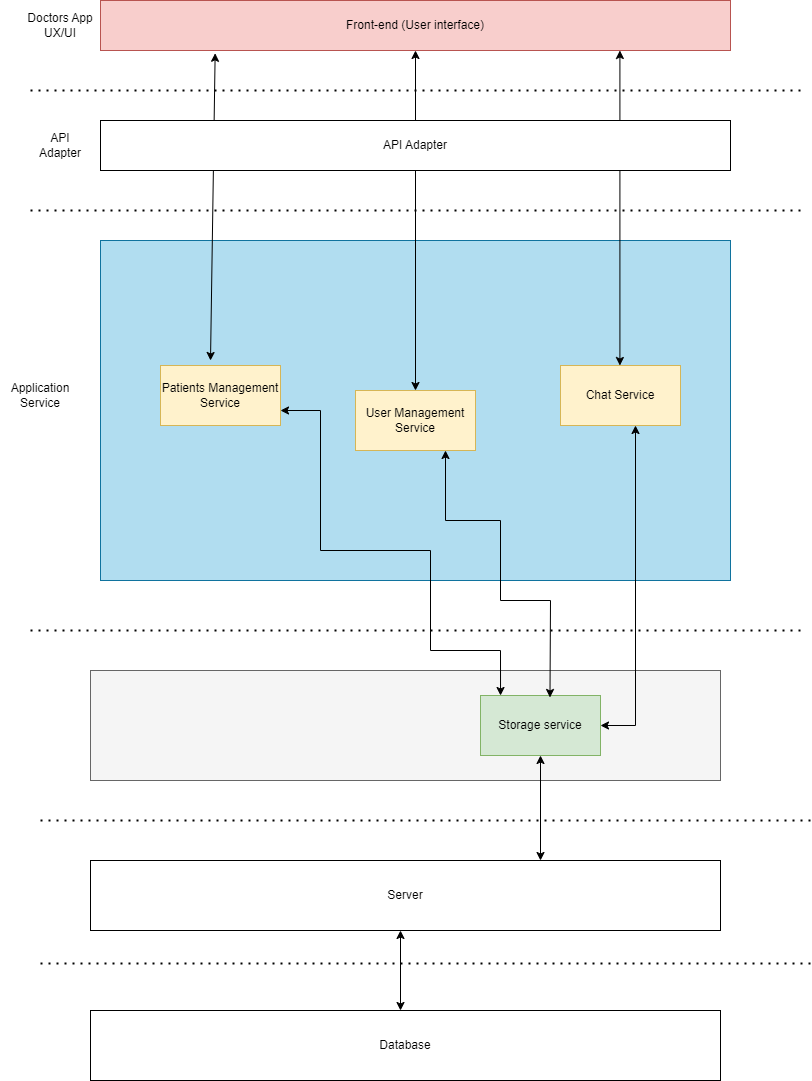 Doctors App
UX/UI
Front-end (User interface)
API
Adapter
API Adapter
Application
Service
Patients Management
Service
User Management
Service
Chat Service
Storage service
Server
Database